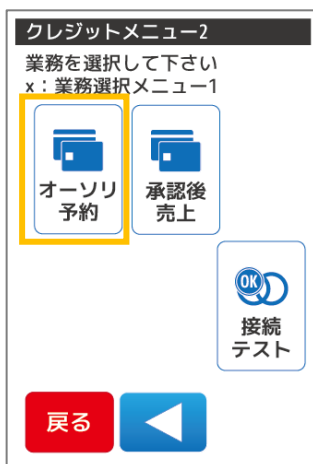 クレジットメニュー2
業務を選択して下さい
x：業務選択メニュー1
オーソリ
予約
承認後
売上
OK
接続
テスト
戻る